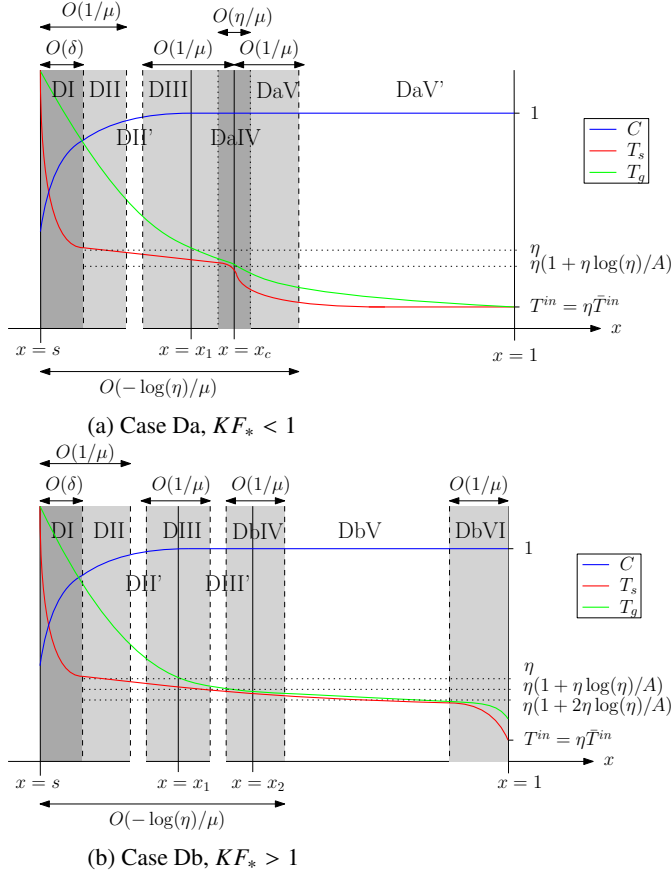 O(1/μ) O(η/μ)
O(δ) O(1/μ) O(1/μ)
DI DII DIII DaV DaV'
DII' DaIV
1
C
T_s
T_g
η
η(1 + η log(η)/A)
T^{in} = ηT̄^{in}
x
x = s x = x_1 x = x_c x = 1
O(− log(η)/μ)
(a) Case Da, KF_* < 1
O(1/μ)
O(δ) O(1/μ) O(1/μ) O(1/μ)
DI DII DIII DbIV DbV DbVI
DII' DIII'
1
C
T_s
T_g
η
η(1 + η log(η)/A)
η(1 + 2η log(η)/A)
T^{in} = ηT̄^{in}
x
x = s x = x_1 x = x_2 x = 1
O(− log(η)/μ)
(b) Case Db, KF_* > 1